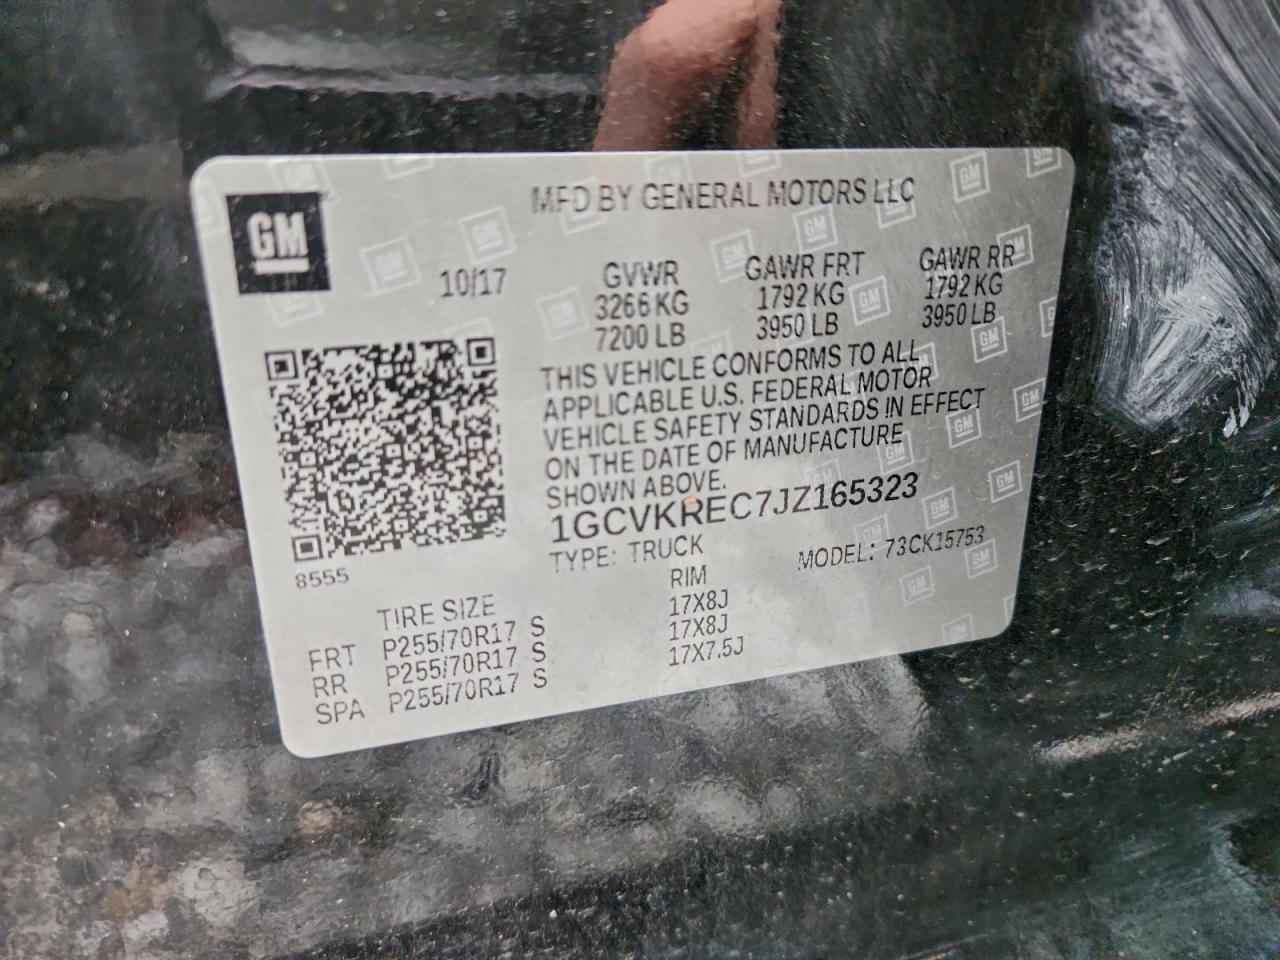 GM
MFD BY GENERAL MOTORS LLC
10/17
GVWR GAWR FRT GAWR RR
3266 KG 1792 KG 1792 KG
7200 LB 3950 LB 3950 LB
THIS VEHICLE CONFORMS TO ALL
APPLICABLE U.S. FEDERAL MOTOR
VEHICLE SAFETY STANDARDS IN EFFECT
ON THE DATE OF MANUFACTURE
SHOWN ABOVE.
1GCVKREC7JZ165323
TYPE: TRUCK MODEL: 73CK15753
8555
TIRE SIZE RIM
FRT P255/70R17 S 17X8J
RR P255/70R17 S 17X8J
SPA P255/70R17 S 17X7.5J